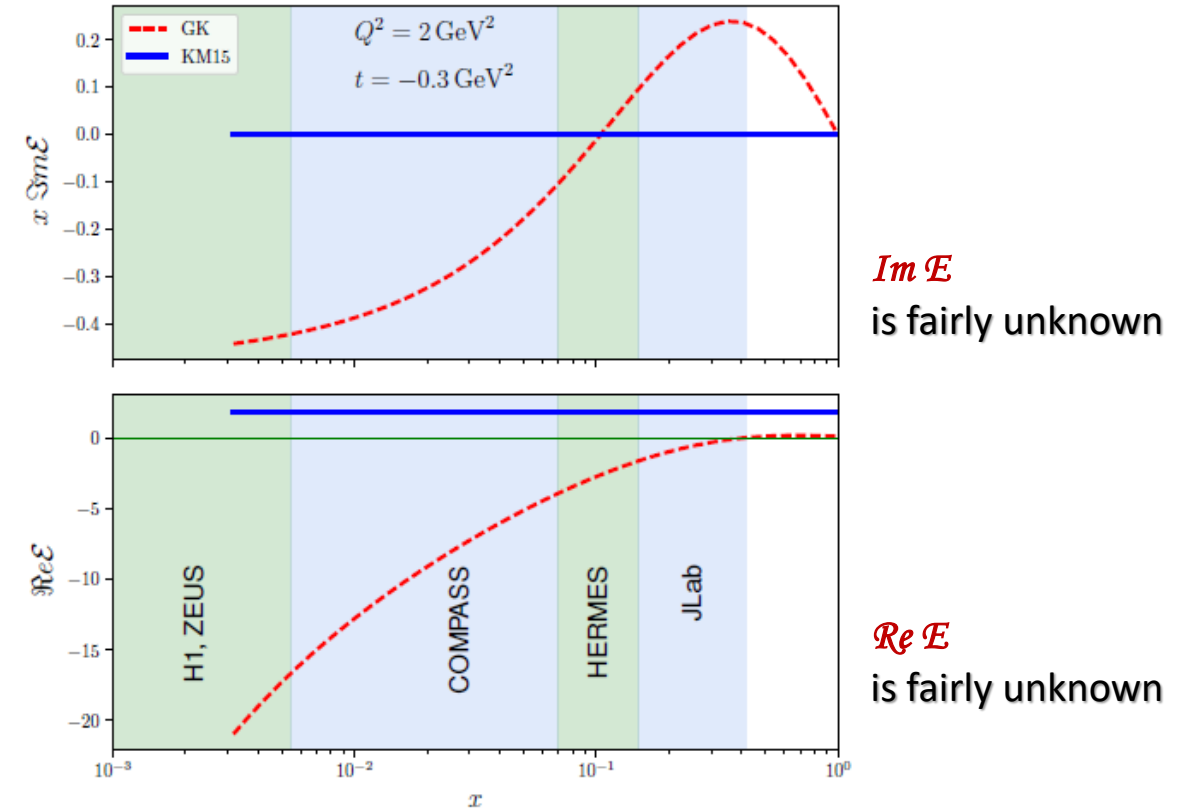 GK
KM15
Q² = 2 GeV²
t = −0.3 GeV²
0.2
0.1
0.0
−0.1
−0.2
−0.3
−0.4
x ℑmℰ
Im E
is fairly unknown
0
−5
−10
−15
−20
ℜeℰ
H1, ZEUS
COMPASS
HERMES
JLab
Re E
is fairly unknown
10⁻³ 10⁻² 10⁻¹ 10⁰
x